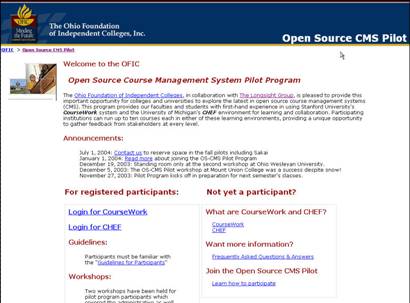 OFIC
Minding
the Future
The Ohio Foundation
of Independent Colleges, Inc.
Open Source CMS Pilot
OFIC > Open Source CMS Pilot
Welcome to the OFIC
Open Source Course Management System Pilot Program
The Ohio Foundation of Independent Colleges, in collaboration with The Longsight Group, is pleased to provide this
important opportunity for colleges and universities to explore the latest in open source course management systems
(CMS). This program provides our faculties and students with first-hand experience in using Stanford University's
CourseWork system and the University of Michigan's CHEF environment for learning and collaboration. Participating
institutions can run up to ten courses each in either of these learning environments, providing a unique opportunity
to gather feedback from stakeholders at every level.
Announcements:
July 1, 2004: Contact us to reserve space in the fall pilots including Sakai
January 1, 2004: Read more about joining the OS-CMS Pilot Program
December 19, 2003: Standing room only at the second workshop at Ohio Wesleyan University.
December 5, 2003: The OS-CMS Pilot workshop at Mount Union College was a success despite snow!
November 27, 2003: Pilot Program kicks off in preparation for next semester's classes.
For registered participants:
Login for CourseWork
Login for CHEF
Guidelines:
Participants must be familiar
with the "Guidelines for Participants"
Workshops:
Two workshops have been held for
pilot program participants which
Not yet a participant?
What are CourseWork and CHEF?
CourseWork
CHEF
Want more information?
Frequently Asked Questions & Answers
Join the Open Source CMS Pilot
Learn how to participate